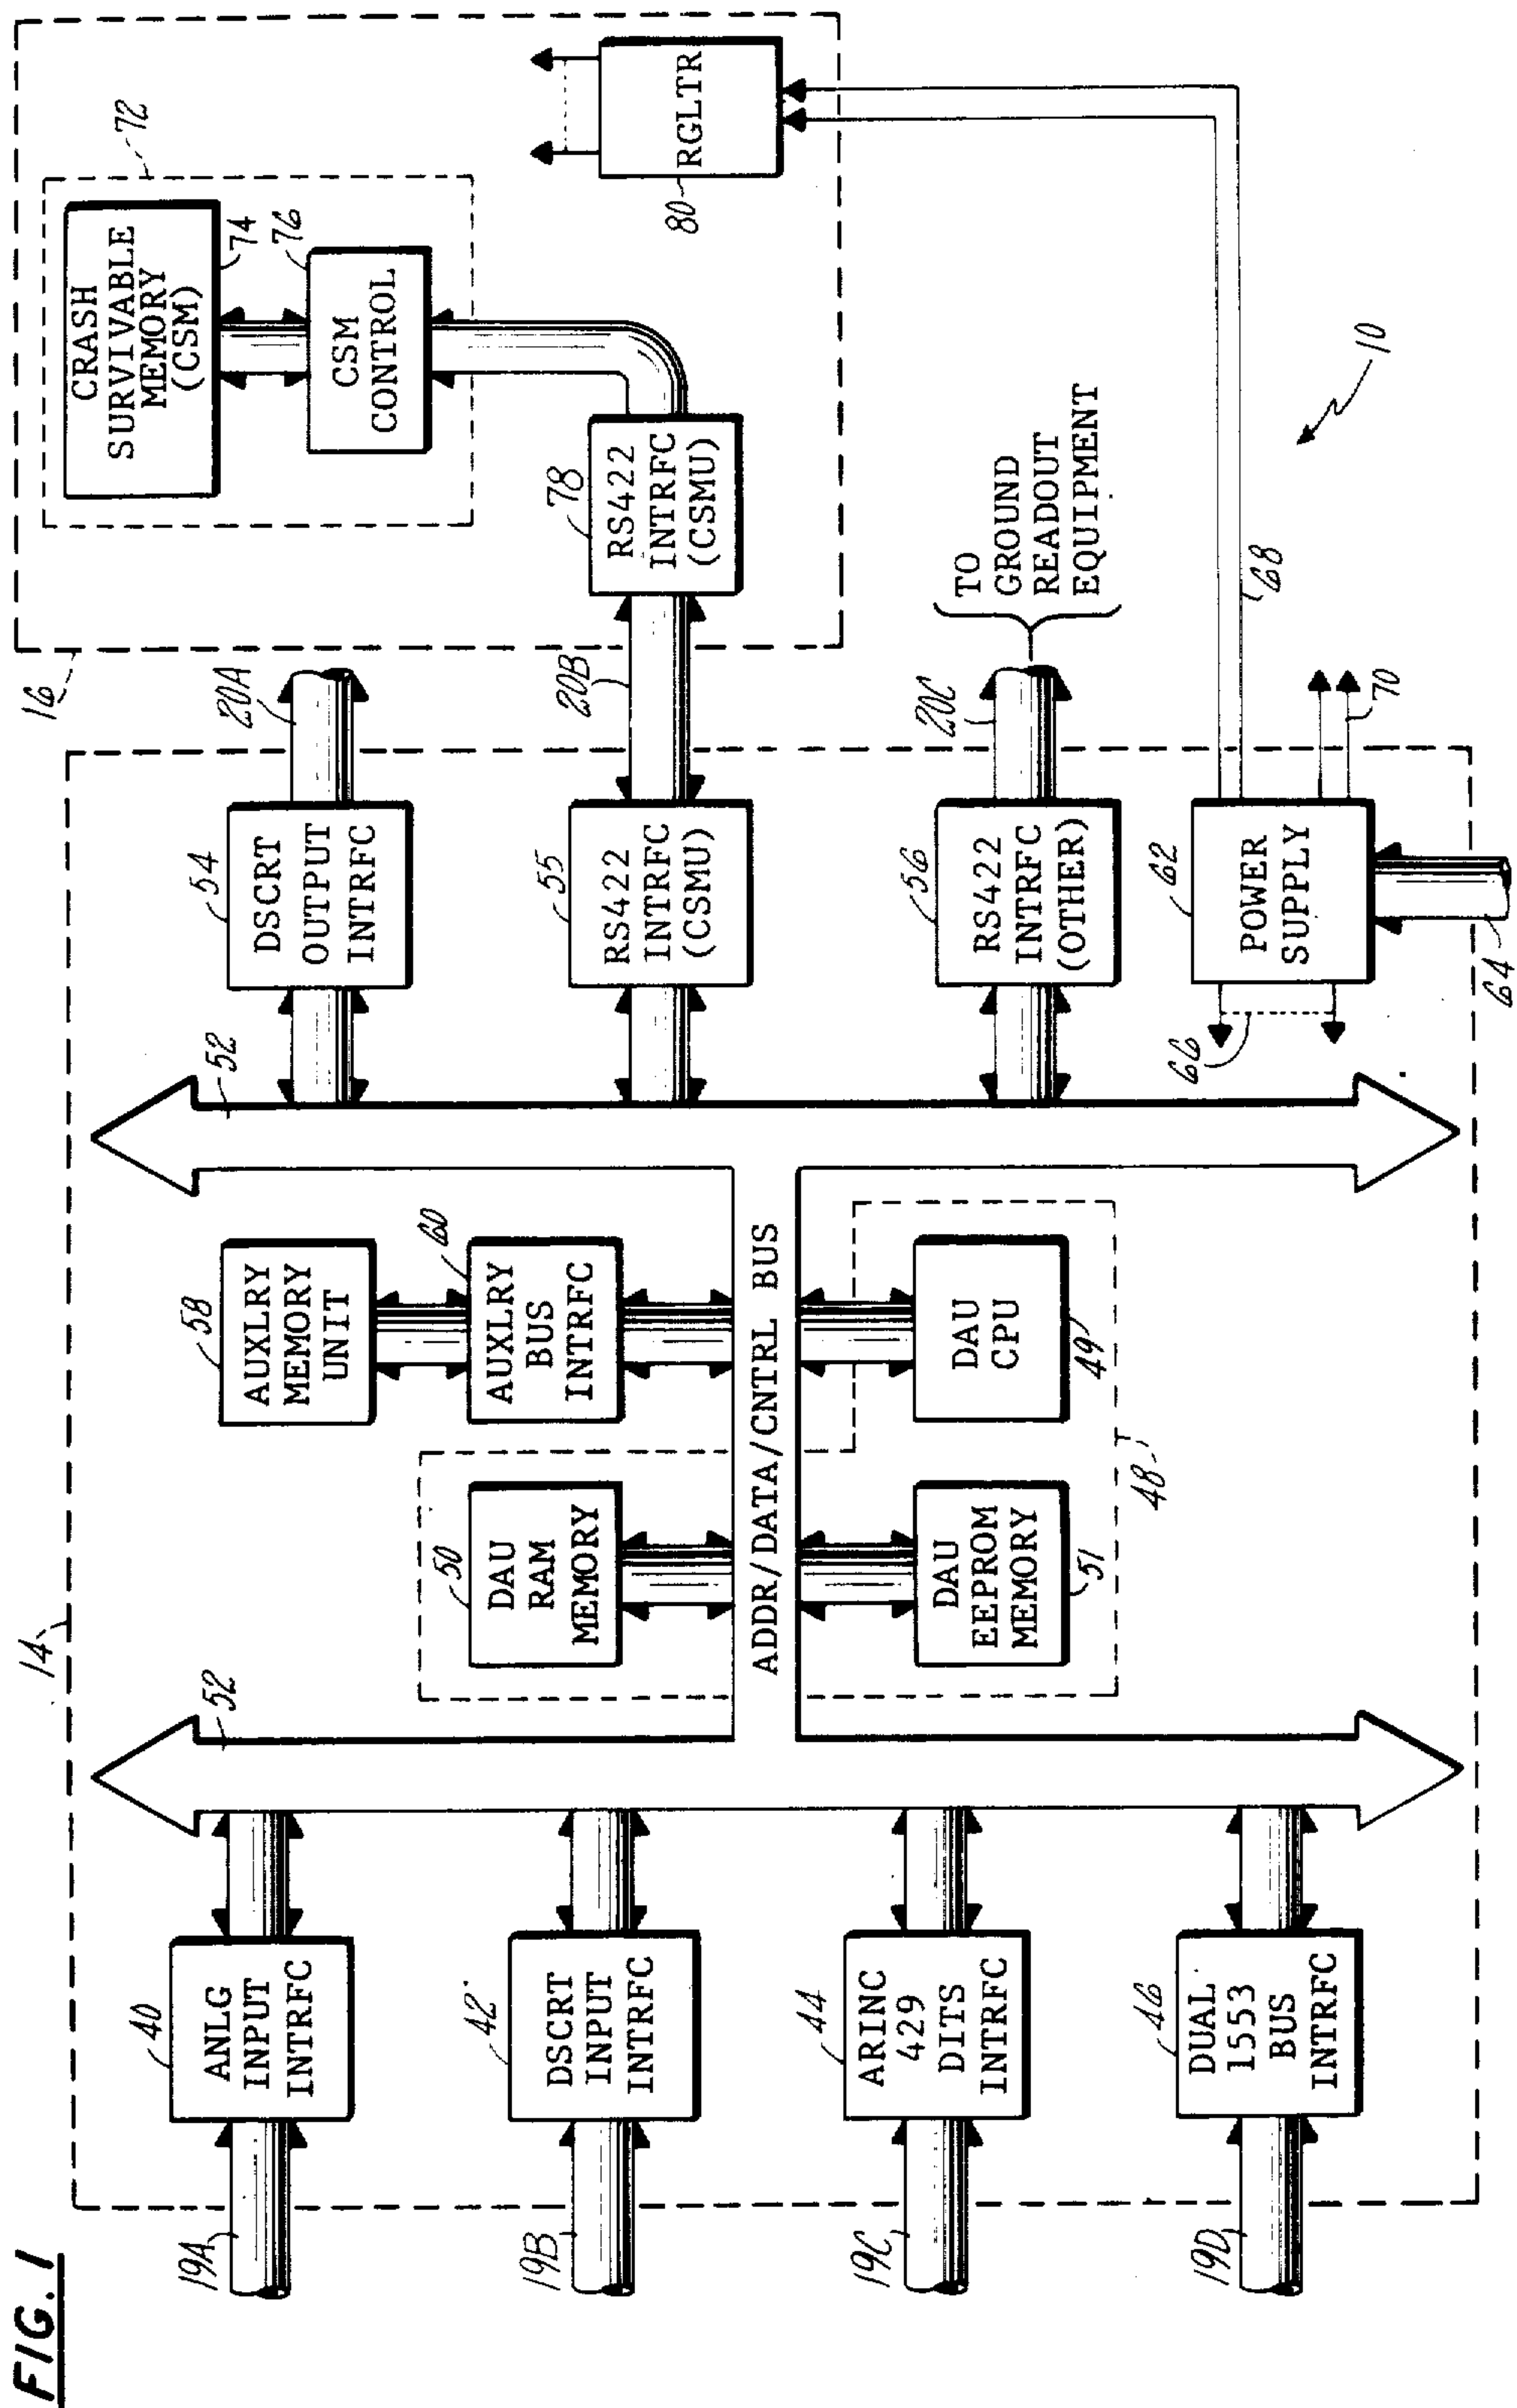 FIG. 1
14
16
72
CRASH
SURVIVABLE
MEMORY
(CSM)
74
76
CSM
CONTROL
78
RS422
INTRFC
(CSMU)
80
RGLTR
19A
40
ANLG
INPUT
INTRFC
19B
42
DSCRT
INPUT
INTRFC
19C
44
ARINC
429
DITS
INTRFC
19D
46
DUAL
1553
BUS
INTRFC
52
50
DAU
RAM
MEMORY
58
AUXLRY
MEMORY
UNIT
60
AUXLRY
BUS
INTRFC
ADDR/DATA/CNTRL BUS
DAU
EEPROM
MEMORY
51
DAU
CPU
49
48
52
54
DSCRT
OUTPUT
INTRFC
20A
55
RS422
INTRFC
(CSMU)
20B
56
RS422
INTRFC
(OTHER)
20C
TO
GROUND
READOUT
EQUIPMENT
62
POWER
SUPPLY
64
66
68
70
10